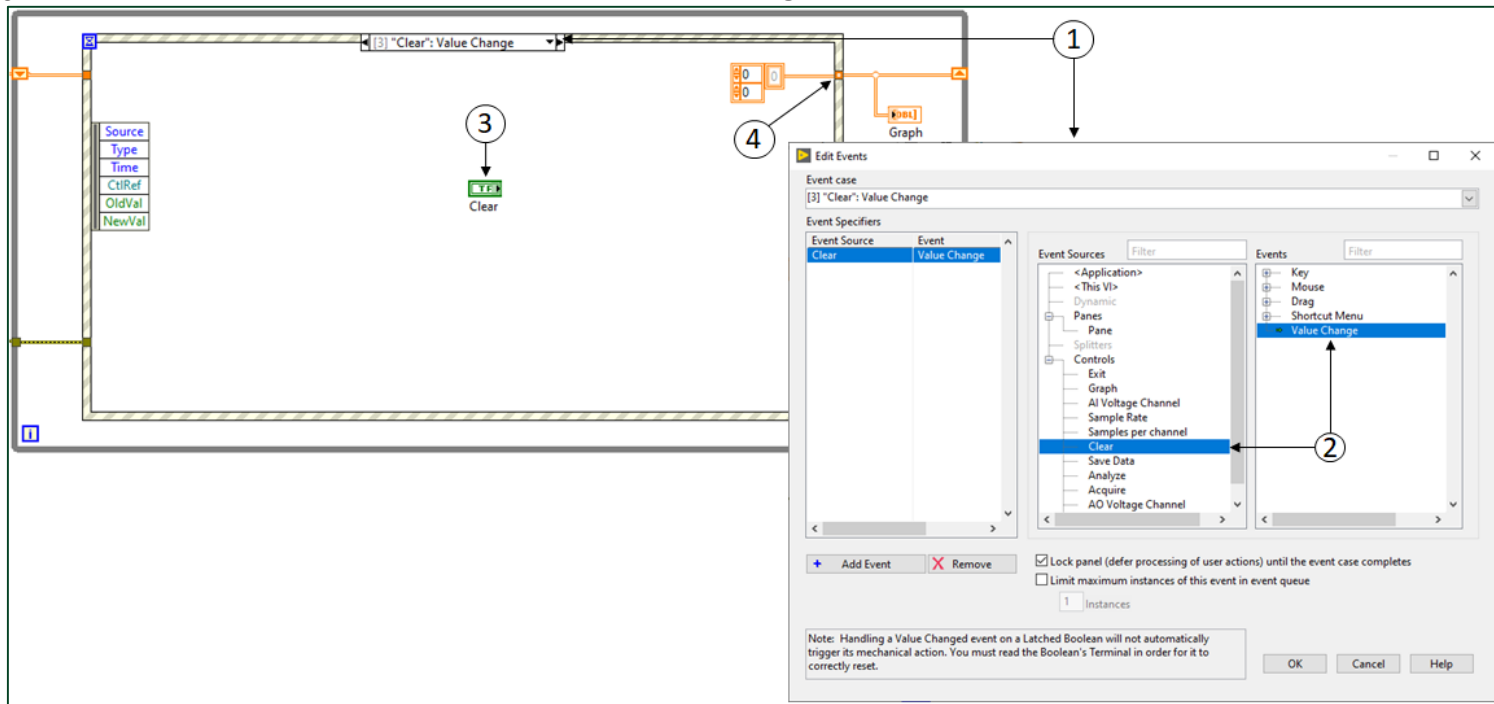 [3] "Clear": Value Change
1
0
0
0
3
Source
Type
Time
CtlRef
OldVal
NewVal
TF
Clear
4
DBL]
Graph
i
Edit Events
Event case
[3] "Clear": Value Change
Event Specifiers
Event Source Event
Clear Value Change
Event Sources Filter
<Application>
<This VI>
Dynamic
Panes
Pane
Splitters
Controls
Exit
Graph
AI Voltage Channel
Sample Rate
Samples per channel
Clear
Save Data
Analyze
Acquire
AO Voltage Channel
Events Filter
Key
Mouse
Drag
Shortcut Menu
Value Change
2
+ Add Event
X Remove
Lock panel (defer processing of user actions) until the event case completes
Limit maximum instances of this event in event queue
1 Instances
Note: Handling a Value Changed event on a Latched Boolean will not automatically
trigger its mechanical action. You must read the Boolean's Terminal in order for it to
correctly reset.
OK Cancel Help